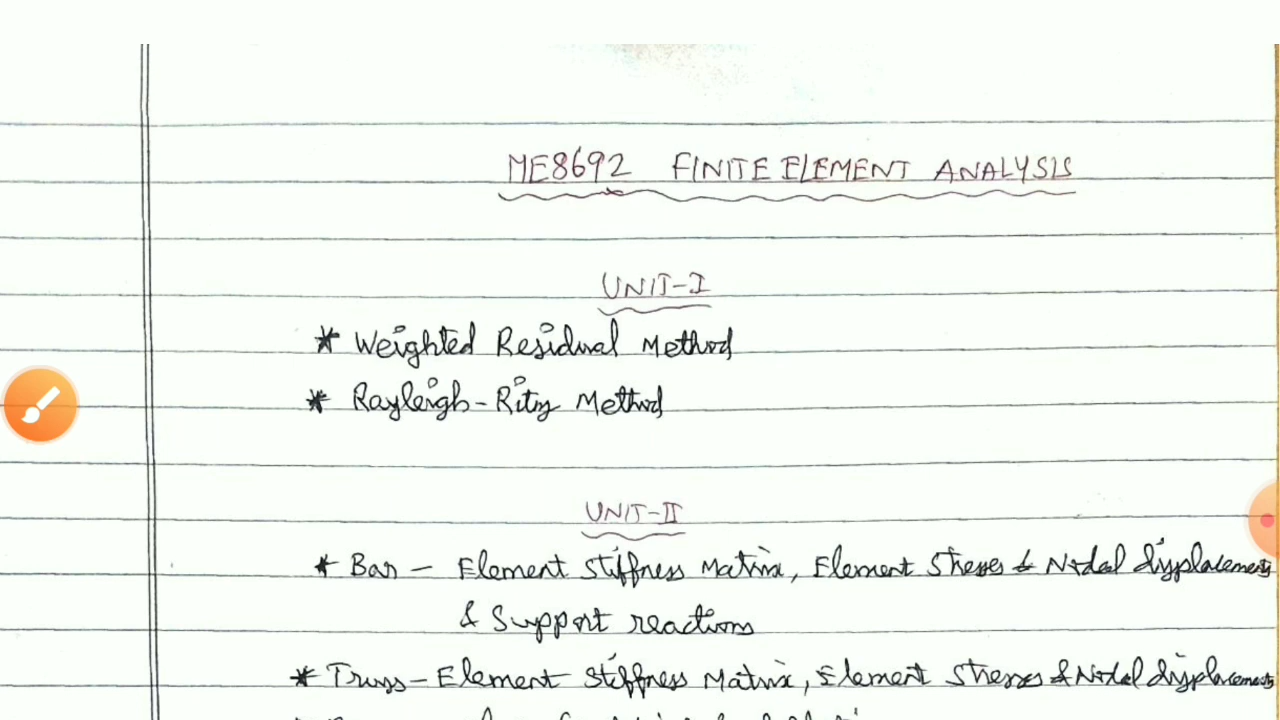 ME8692 FINITE ELEMENT ANALYSIS
UNIT-I
* Weighted Residual Method
* Rayleigh-Ritz Method
UNIT-II
* Bar - Element Stiffness Matrix, Element Stresses & Nodal displacements
& Support reactions
* Truss - Element Stiffness Matrix, Element Stresses & Nodal displacements